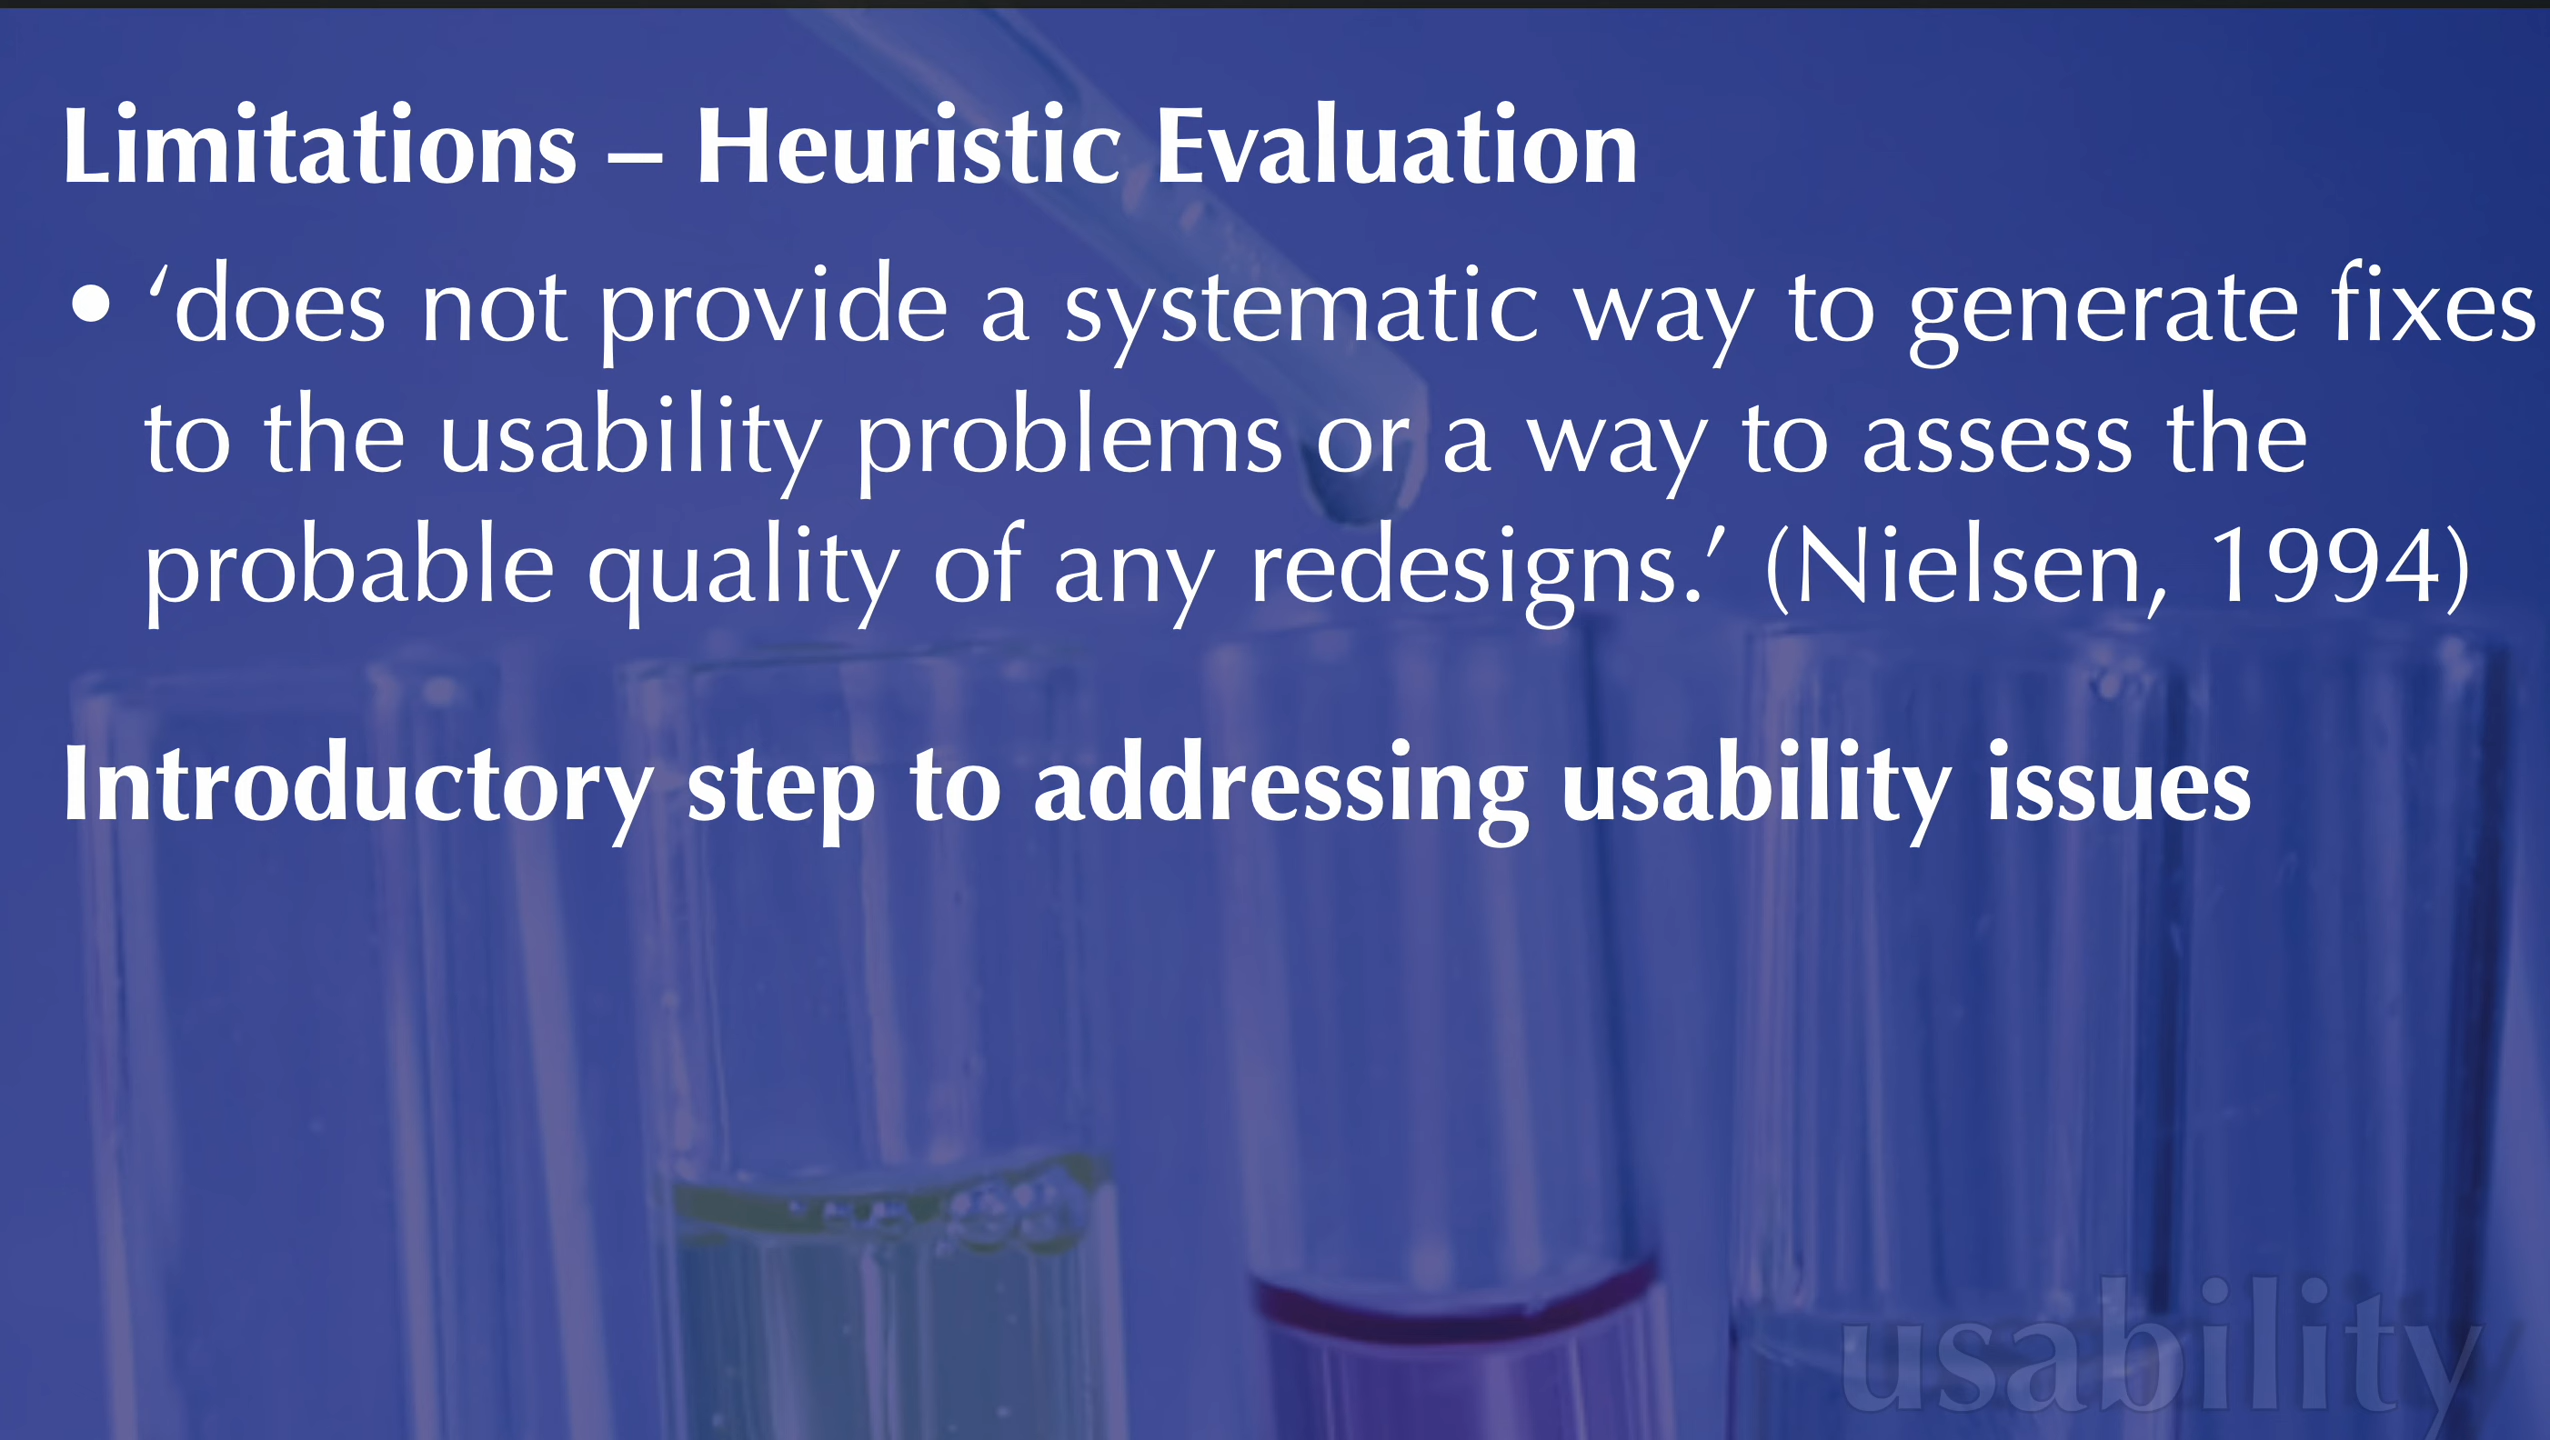 Limitations – Heuristic Evaluation
• ‘does not provide a systematic way to generate fixes
to the usability problems or a way to assess the
probable quality of any redesigns.’ (Nielsen, 1994)
Introductory step to addressing usability issues
usability